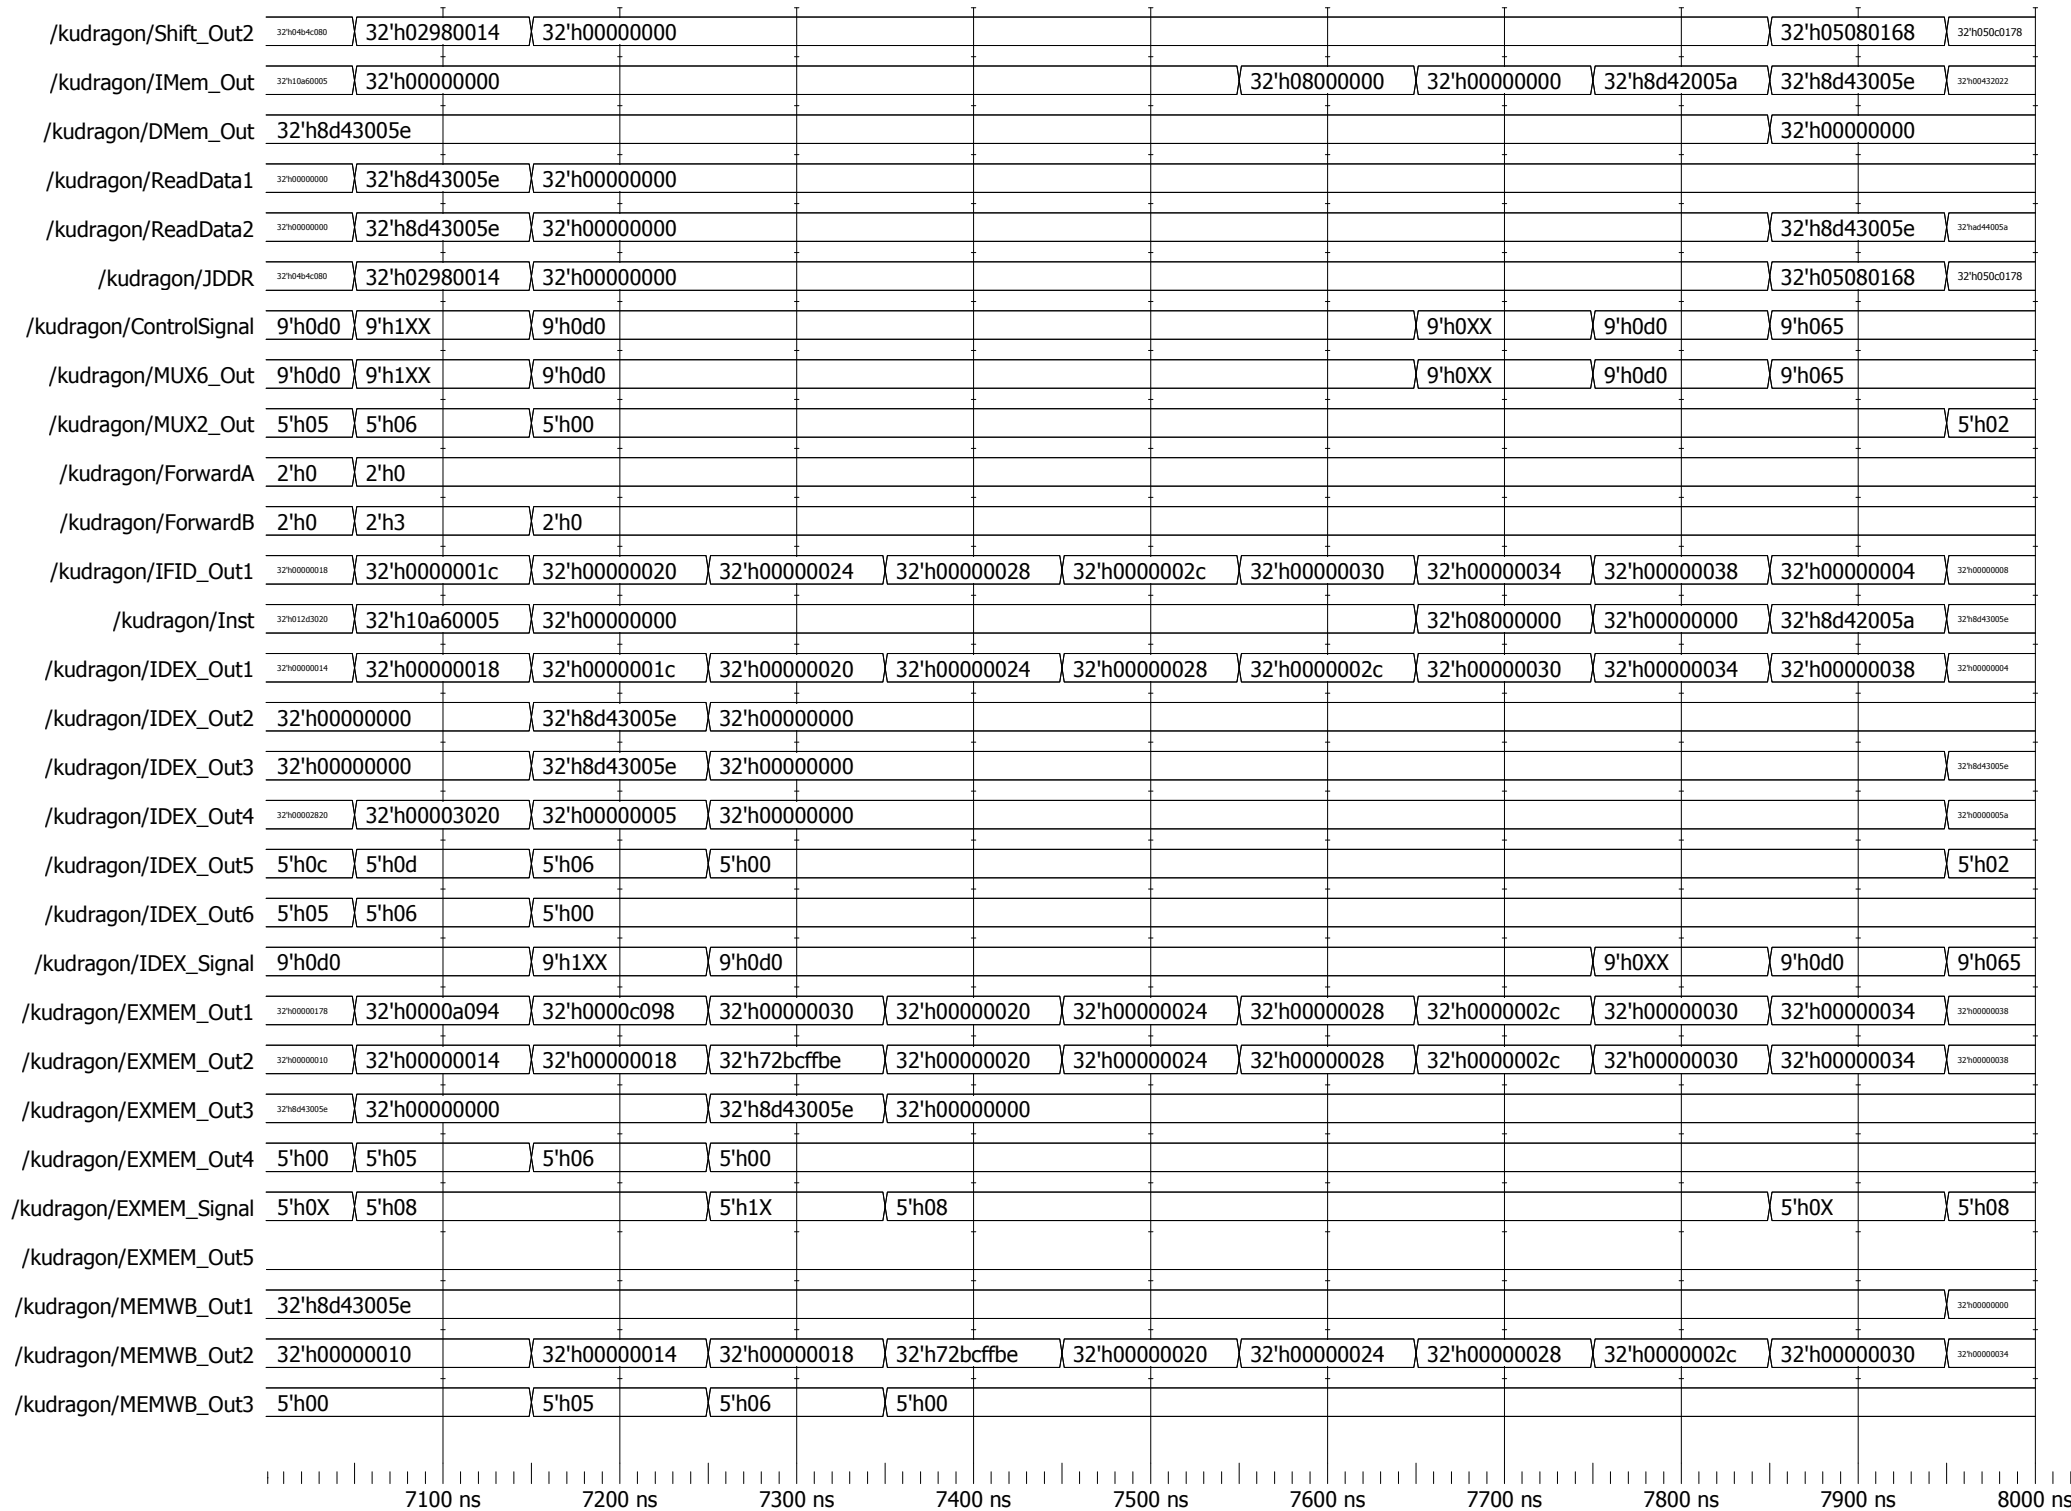 /kudragon/Shift_Out2 32'h04b4c080 32'h02980014 32'h00000000 32'h05080168 32'h050c0178
/kudragon/IMem_Out 32'h10a60005 32'h00000000 32'h08000000 32'h00000000 32'h8d42005a 32'h8d43005e 32'h00432022
/kudragon/DMem_Out 32'h8d43005e 32'h00000000
/kudragon/ReadData1 32'h00000000 32'h8d43005e 32'h00000000
/kudragon/ReadData2 32'h00000000 32'h8d43005e 32'h00000000 32'h8d43005e 32'had44005a
/kudragon/JDDR 32'h04b4c080 32'h02980014 32'h00000000 32'h05080168 32'h050c0178
/kudragon/ControlSignal 9'h0d0 9'h1XX 9'h0d0 9'h0XX 9'h0d0 9'h065
/kudragon/MUX6_Out 9'h0d0 9'h1XX 9'h0d0 9'h0XX 9'h0d0 9'h065
/kudragon/MUX2_Out 5'h05 5'h06 5'h00 5'h02
/kudragon/ForwardA 2'h0 2'h0
/kudragon/ForwardB 2'h0 2'h3 2'h0
/kudragon/IFID_Out1 32'h00000018 32'h0000001c 32'h00000020 32'h00000024 32'h00000028 32'h0000002c 32'h00000030 32'h00000034 32'h00000038 32'h00000004 32'h00000008
/kudragon/Inst 32'h012d3020 32'h10a60005 32'h00000000 32'h08000000 32'h00000000 32'h8d42005a 32'h8d43005e
/kudragon/IDEX_Out1 32'h00000014 32'h00000018 32'h0000001c 32'h00000020 32'h00000024 32'h00000028 32'h0000002c 32'h00000030 32'h00000034 32'h00000038 32'h00000004
/kudragon/IDEX_Out2 32'h00000000 32'h8d43005e 32'h00000000
/kudragon/IDEX_Out3 32'h00000000 32'h8d43005e 32'h00000000 32'h8d43005e
/kudragon/IDEX_Out4 32'h00002820 32'h00003020 32'h00000005 32'h00000000 32'h0000005a
/kudragon/IDEX_Out5 5'h0c 5'h0d 5'h06 5'h00 5'h02
/kudragon/IDEX_Out6 5'h05 5'h06 5'h00
/kudragon/IDEX_Signal 9'h0d0 9'h1XX 9'h0d0 9'h0XX 9'h0d0 9'h065
/kudragon/EXMEM_Out1 32'h00000178 32'h0000a094 32'h0000c098 32'h00000030 32'h00000020 32'h00000024 32'h00000028 32'h0000002c 32'h00000030 32'h00000034 32'h00000038
/kudragon/EXMEM_Out2 32'h00000010 32'h00000014 32'h00000018 32'h72bcffbe 32'h00000020 32'h00000024 32'h00000028 32'h0000002c 32'h00000030 32'h00000034 32'h00000038
/kudragon/EXMEM_Out3 32'h8d43005e 32'h00000000 32'h8d43005e 32'h00000000
/kudragon/EXMEM_Out4 5'h00 5'h05 5'h06 5'h00
/kudragon/EXMEM_Signal 5'h0X 5'h08 5'h1X 5'h08 5'h0X 5'h08
/kudragon/EXMEM_Out5
/kudragon/MEMWB_Out1 32'h8d43005e 32'h00000000
/kudragon/MEMWB_Out2 32'h00000010 32'h00000014 32'h00000018 32'h72bcffbe 32'h00000020 32'h00000024 32'h00000028 32'h0000002c 32'h00000030 32'h00000034
/kudragon/MEMWB_Out3 5'h00 5'h05 5'h06 5'h00
7100 ns 7200 ns 7300 ns 7400 ns 7500 ns 7600 ns 7700 ns 7800 ns 7900 ns 8000 ns